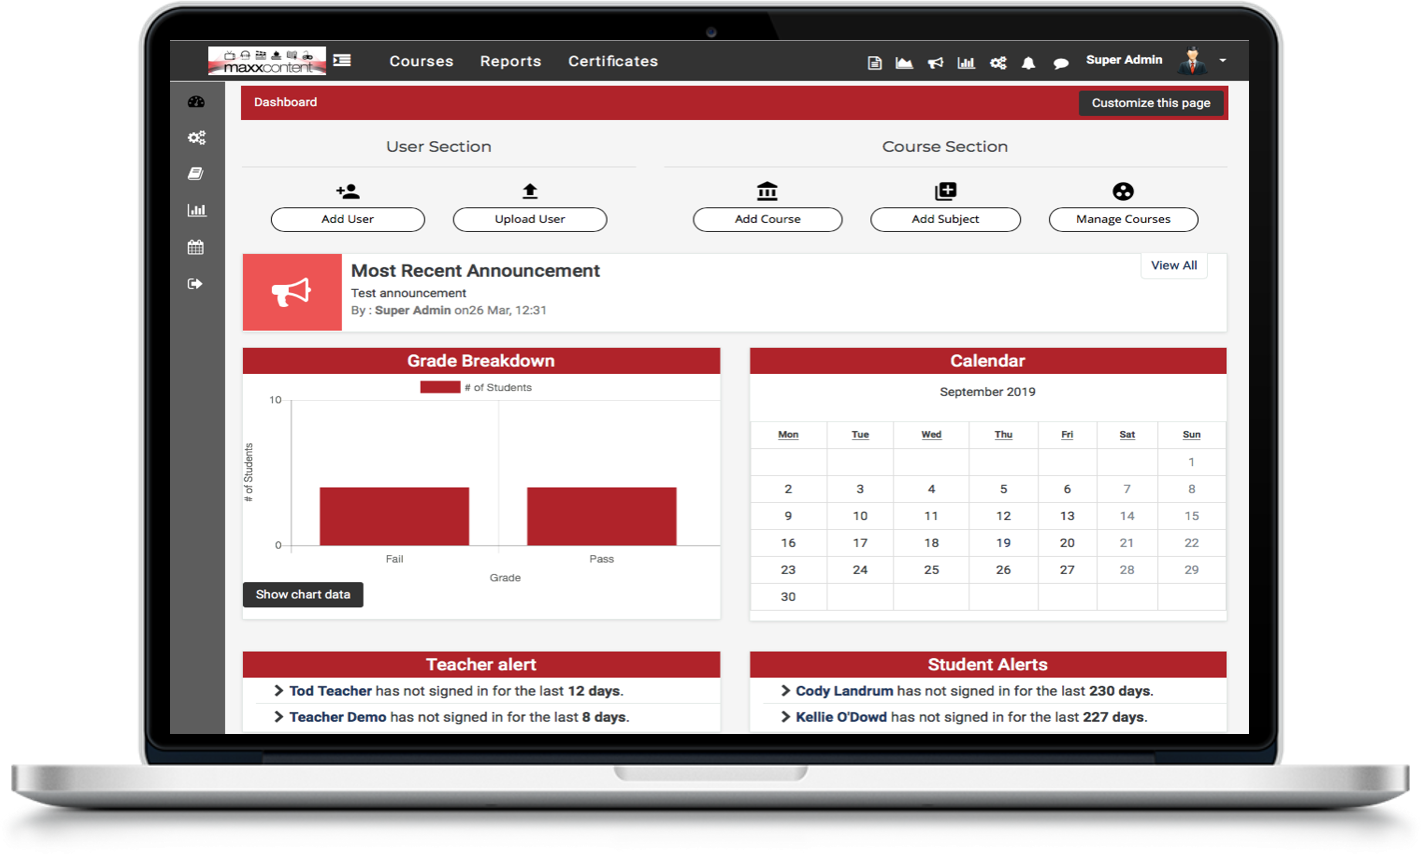 maxxcontent
Courses Reports Certificates
Super Admin
Dashboard
Customize this page
User Section
Course Section
Add User
Upload User
Add Course
Add Subject
Manage Courses
Most Recent Announcement
View All
Test announcement
By : Super Admin on26 Mar, 12:31
Grade Breakdown
# of Students
10
# of Students
0
Fail
Pass
Grade
Show chart data
Calendar
September 2019
Mon Tue Wed Thu Fri Sat Sun
1
2 3 4 5 6 7 8
9 10 11 12 13 14 15
16 17 18 19 20 21 22
23 24 25 26 27 28 29
30
Teacher alert
Tod Teacher has not signed in for the last 12 days.
Teacher Demo has not signed in for the last 8 days.
Student Alerts
Cody Landrum has not signed in for the last 230 days.
Kellie O'Dowd has not signed in for the last 227 days.